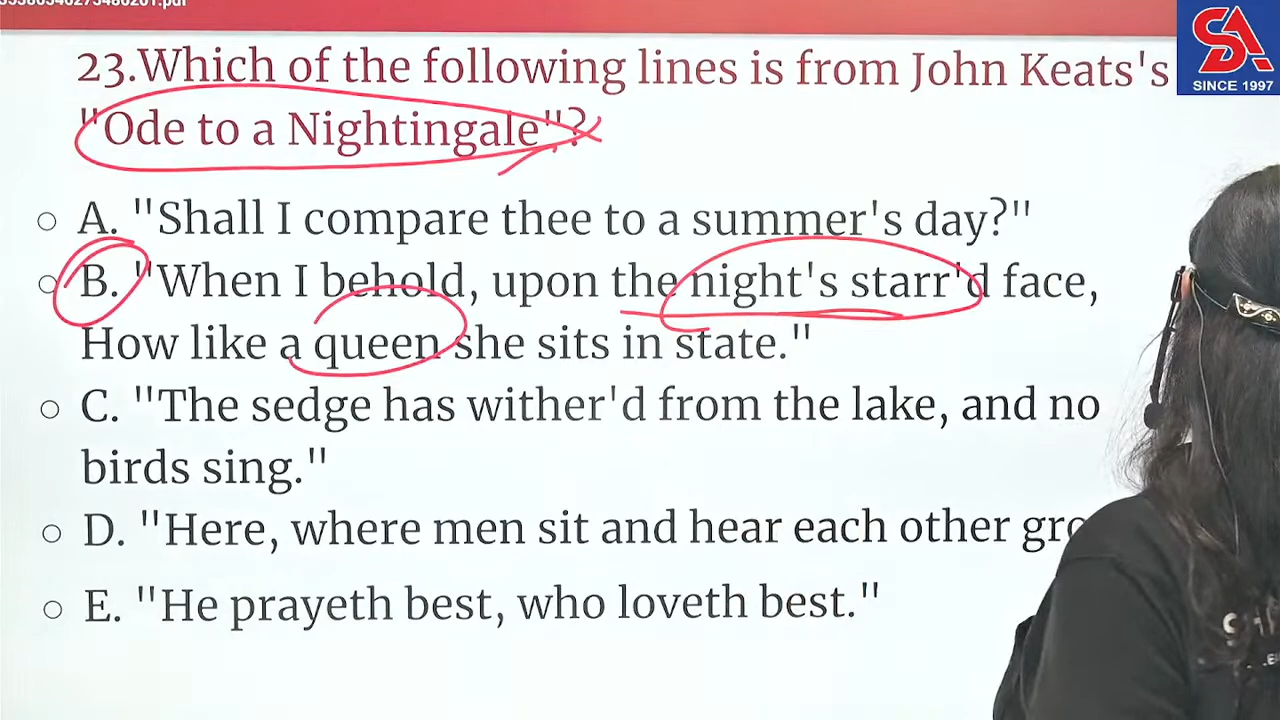 23.Which of the following lines is from John Keats's
"Ode to a Nightingale"?
A. "Shall I compare thee to a summer's day?"
B. "When I behold, upon the night's starr'd face,
How like a queen she sits in state."
C. "The sedge has wither'd from the lake, and no
birds sing."
D. "Here, where men sit and hear each other
E. "He prayeth best, who loveth best."
SA
SINCE 1997